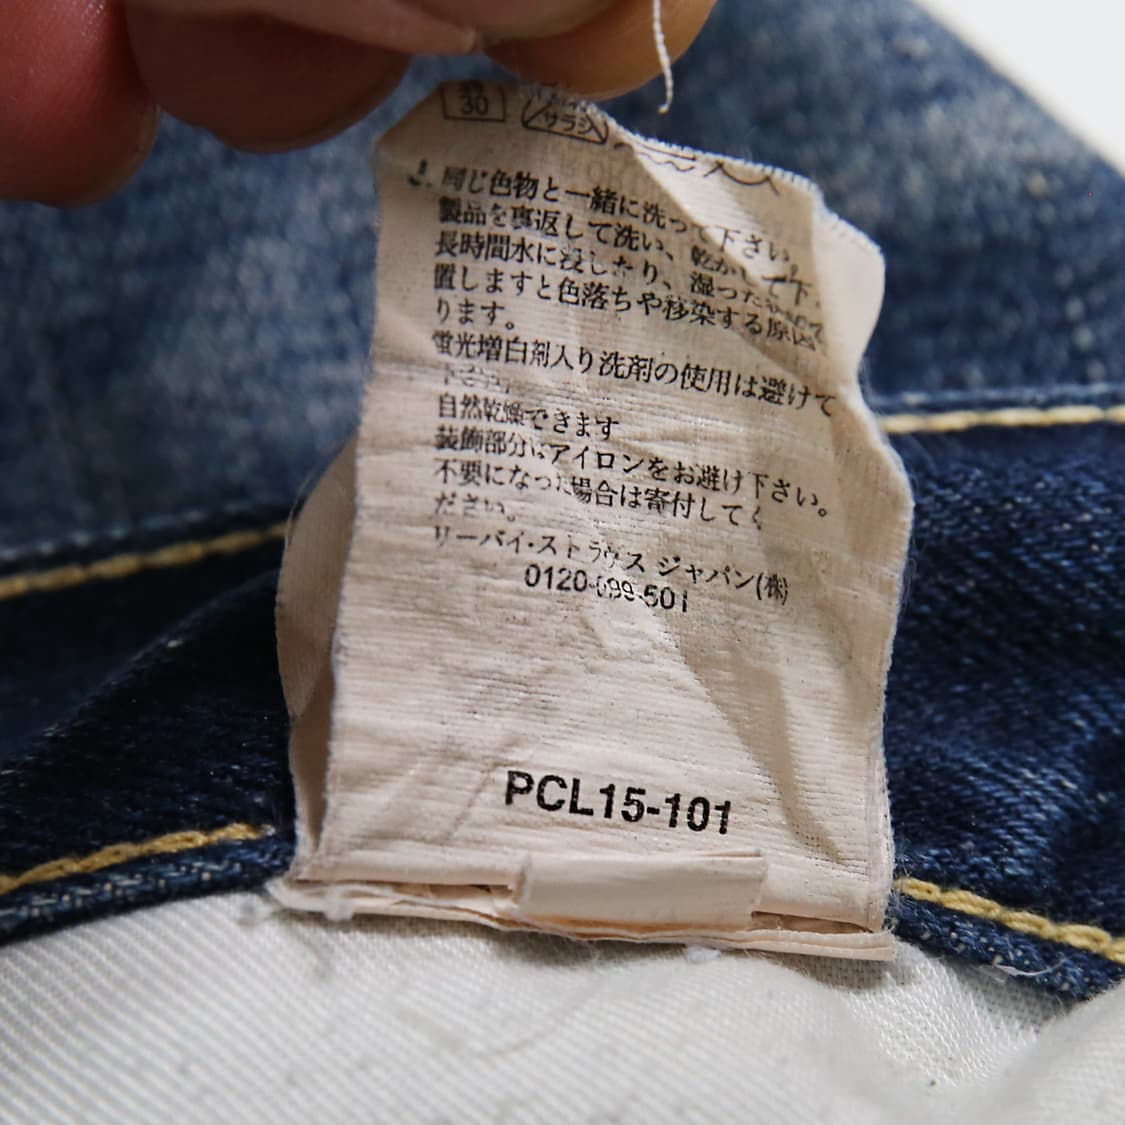 30
サラシ
同じ色物と一緒に洗って下さい。
製品を裏返して洗い、乾かして下
長時間水に浸したり、湿った
置しますと色落ちや移染する原因
ります。
蛍光増白剤入り洗剤の使用は避けて
下さい。
自然乾燥できます
装飾部分はアイロンをお避け下さい。
不要になった場合は寄付してく
ださい。
リーバイ・ストラウス ジャパン(株)
0120-099-501
PCL15-101